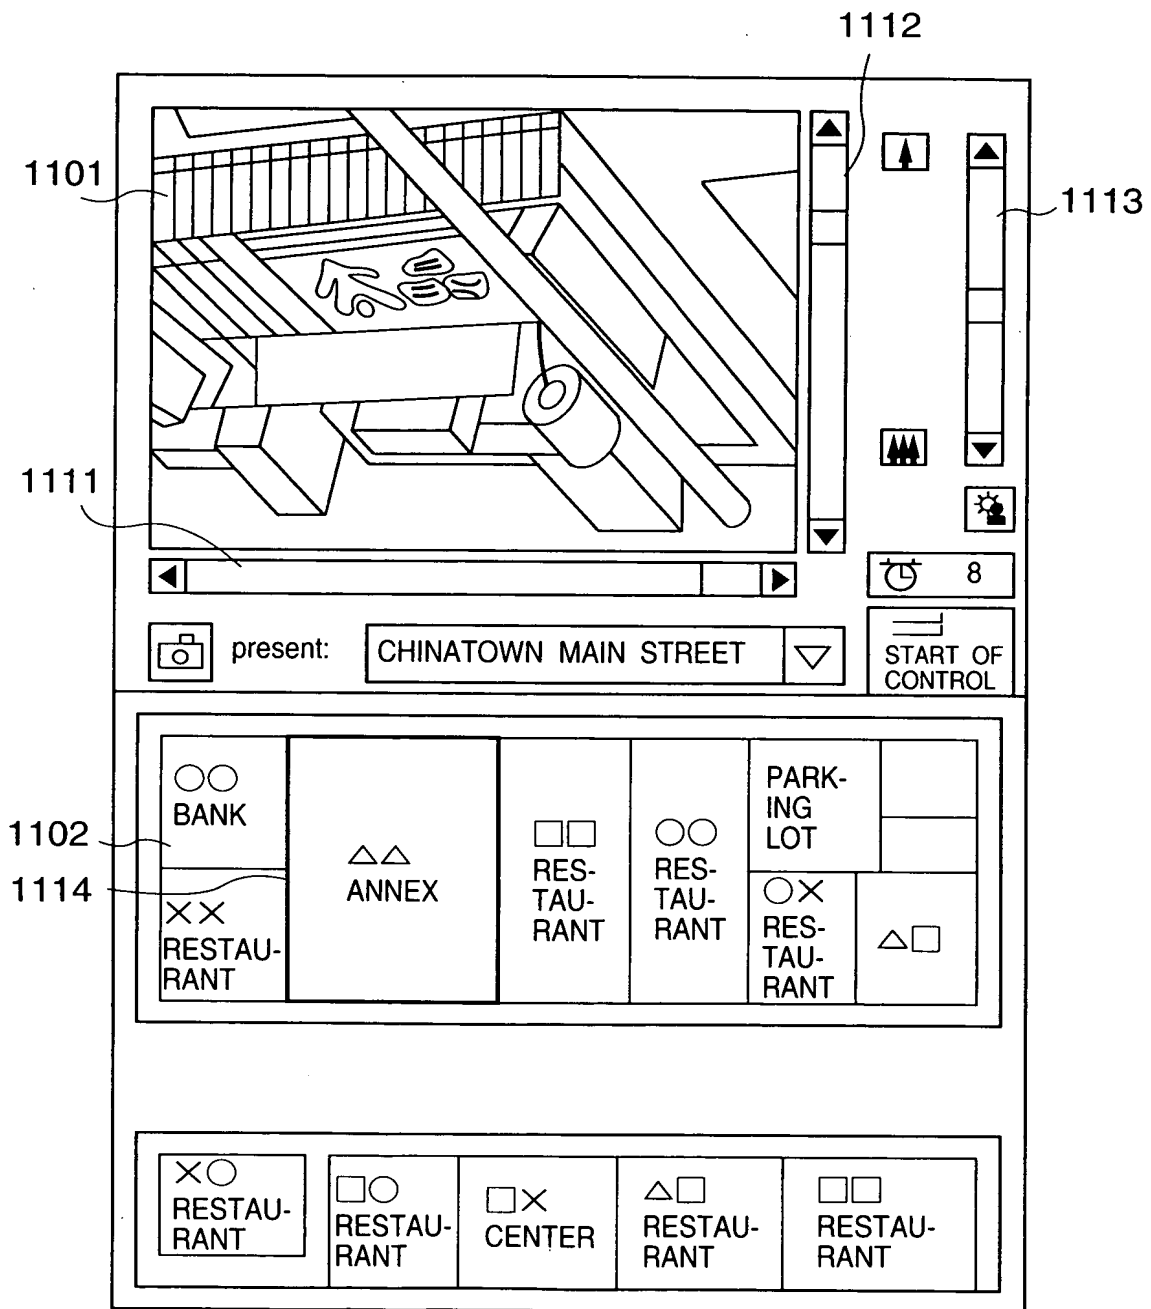 1112
1101
1113
1111
8
present:
CHINATOWN MAIN STREET
START OF
CONTROL
1102
1114
○○
BANK
××
RESTAU-
RANT
△△
ANNEX
□□
RES-
TAU-
RANT
○○
RES-
TAU-
RANT
PARK-
ING
LOT
○×
RES-
TAU-
RANT
△□
×○
RESTAU-
RANT
□○
RESTAU-
RANT
□×
CENTER
△□
RESTAU-
RANT
□□
RESTAU-
RANT